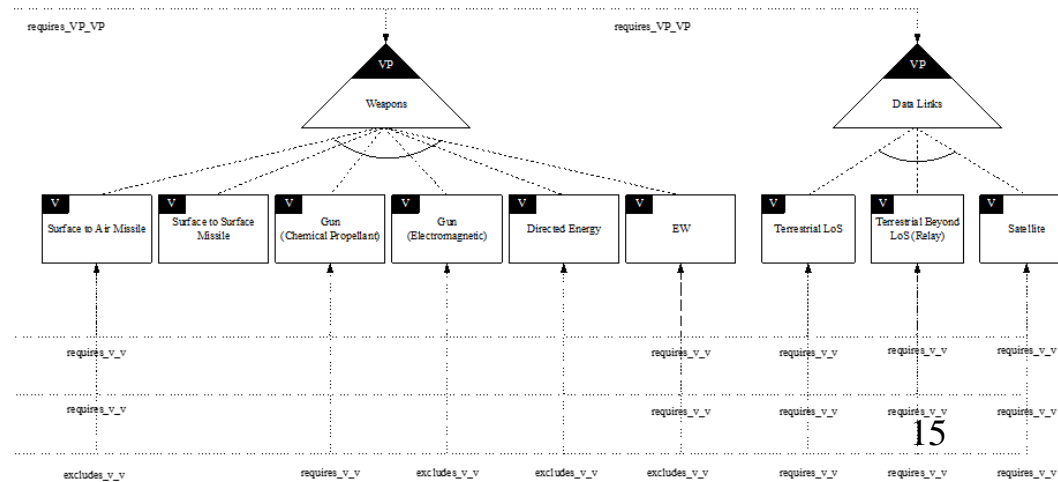 requires_VP_VP
requires_VP_VP
VP
Weapons
VP
Data Links
V
Surface to Air Missile
V
Surface to Surface
Missile
V
Gun
(Chemical Propellant)
V
Gun
(Electromagnetic)
V
Directed Energy
V
EW
V
Terrestrial LoS
V
Terrestrial Beyond
LoS (Relay)
V
Satellite
requires_v_v
requires_v_v
requires_v_v
requires_v_v
requires_v_v
requires_v_v
requires_v_v
requires_v_v
requires_v_v
requires_v_v
15
excludes_v_v
requires_v_v
excludes_v_v
excludes_v_v
excludes_v_v
requires_v_v
requires_v_v
requires_v_v